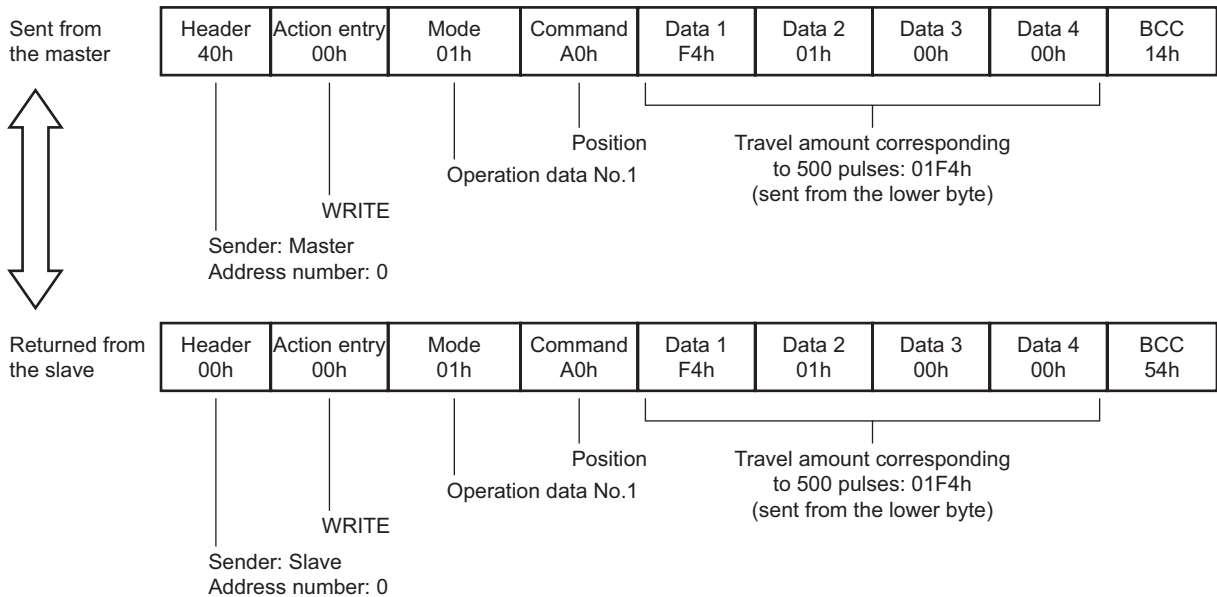 Sent from
the master
Header
40h
Action entry
00h
Mode
01h
Command
A0h
Data 1
F4h
Data 2
01h
Data 3
00h
Data 4
00h
BCC
14h
Position
Operation data No.1
WRITE
Sender: Master
Address number: 0
Travel amount corresponding
to 500 pulses: 01F4h
(sent from the lower byte)
Returned from
the slave
Header
00h
Action entry
00h
Mode
01h
Command
A0h
Data 1
F4h
Data 2
01h
Data 3
00h
Data 4
00h
BCC
54h
Position
Operation data No.1
WRITE
Sender: Slave
Address number: 0
Travel amount corresponding
to 500 pulses: 01F4h
(sent from the lower byte)